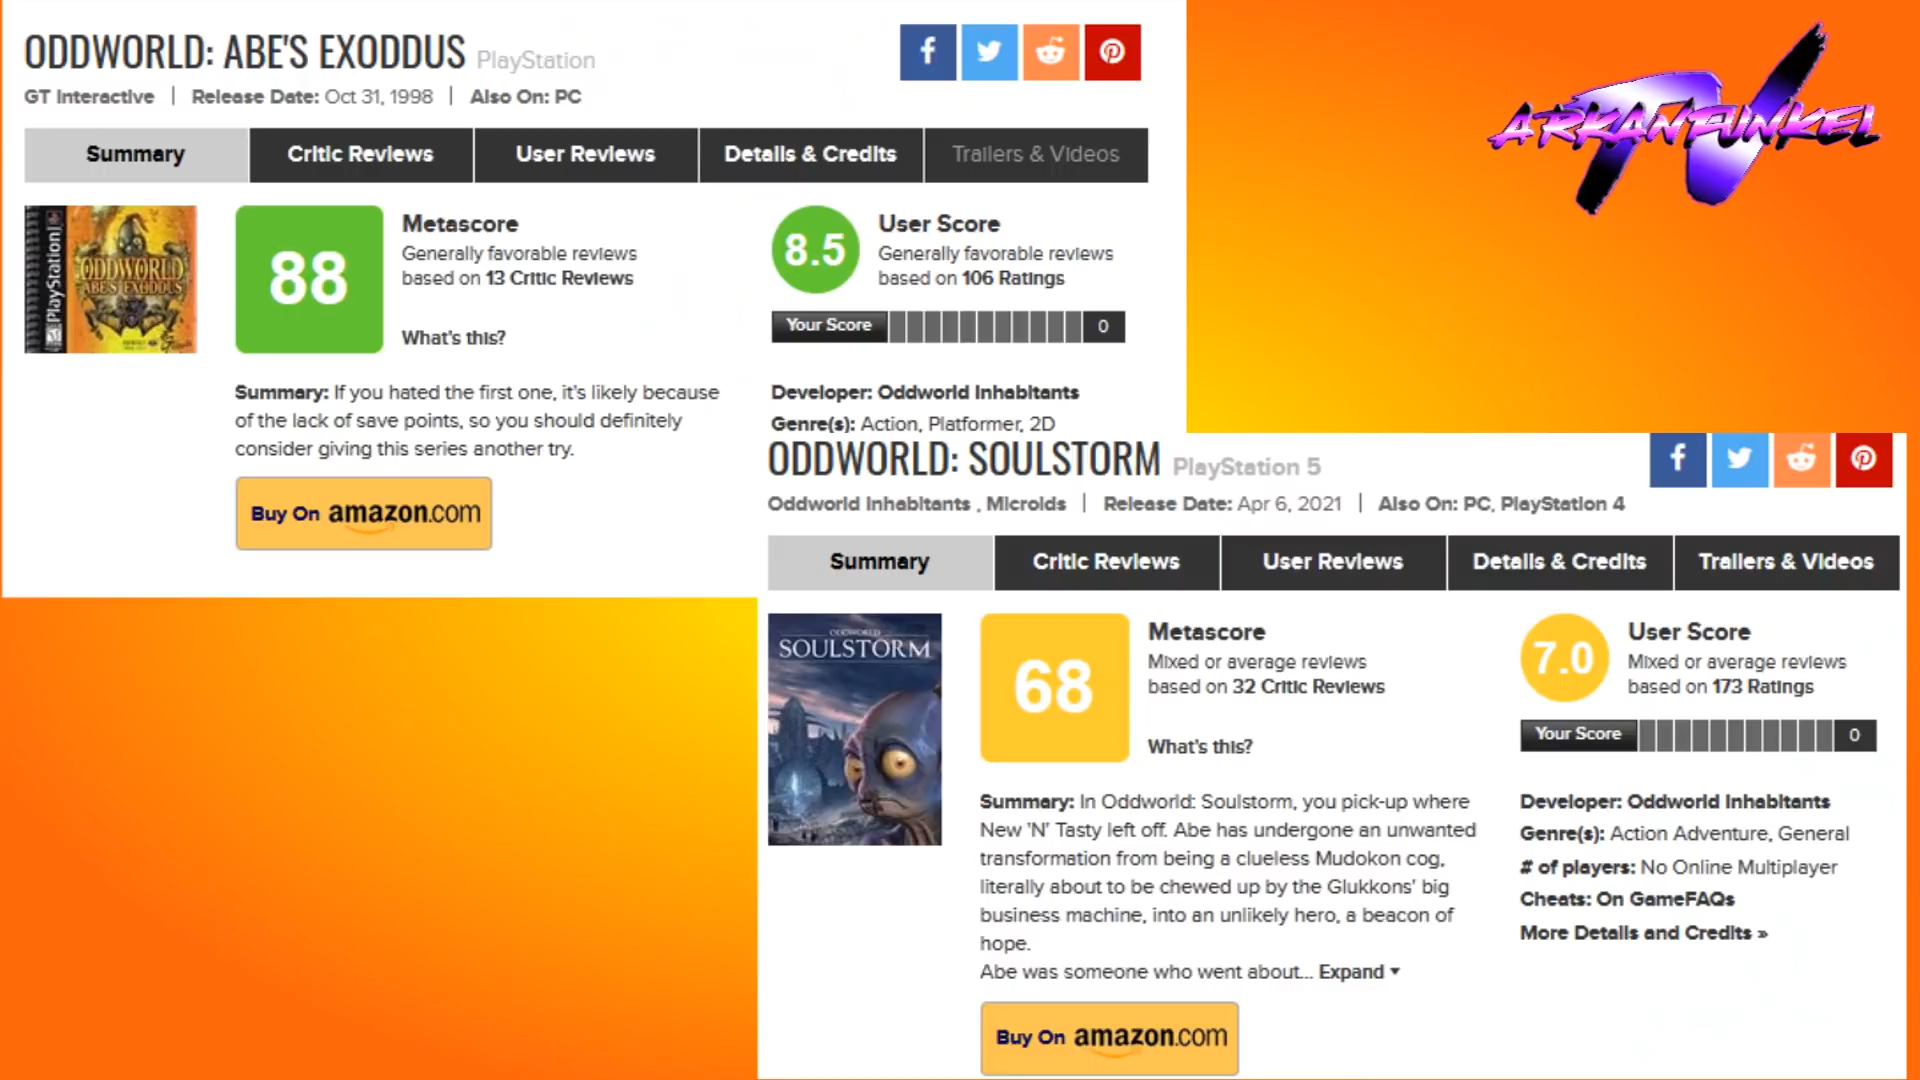 ODDWORLD: ABE'S EXODDUS PlayStation
GT Interactive | Release Date: Oct 31, 1998 | Also On: PC
Summary Critic Reviews User Reviews Details & Credits Trailers & Videos
ARKANFUNKEL
TV
PlayStation
ODDWORLD
ABE'S EXODDUS
88
Metascore
Generally favorable reviews
based on 13 Critic Reviews
What's this?
8.5
User Score
Generally favorable reviews
based on 106 Ratings
Your Score 0
Summary: If you hated the first one, it's likely because
of the lack of save points, so you should definitely
consider giving this series another try.
Buy On amazon.com
Developer: Oddworld Inhabitants
Genre(s): Action, Platformer, 2D
ODDWORLD: SOULSTORM PlayStation 5
Oddworld Inhabitants , Microids | Release Date: Apr 6, 2021 | Also On: PC, PlayStation 4
Summary Critic Reviews User Reviews Details & Credits Trailers & Videos
ODDWORLD
SOULSTORM
68
Metascore
Mixed or average reviews
based on 32 Critic Reviews
What's this?
7.0
User Score
Mixed or average reviews
based on 173 Ratings
Your Score 0
Summary: In Oddworld: Soulstorm, you pick-up where
New 'N' Tasty left off. Abe has undergone an unwanted
transformation from being a clueless Mudokon cog,
literally about to be chewed up by the Glukkons' big
business machine, into an unlikely hero, a beacon of
hope.
Abe was someone who went about... Expand
Buy On amazon.com
Developer: Oddworld Inhabitants
Genre(s): Action Adventure, General
# of players: No Online Multiplayer
Cheats: On GameFAQs
More Details and Credits »